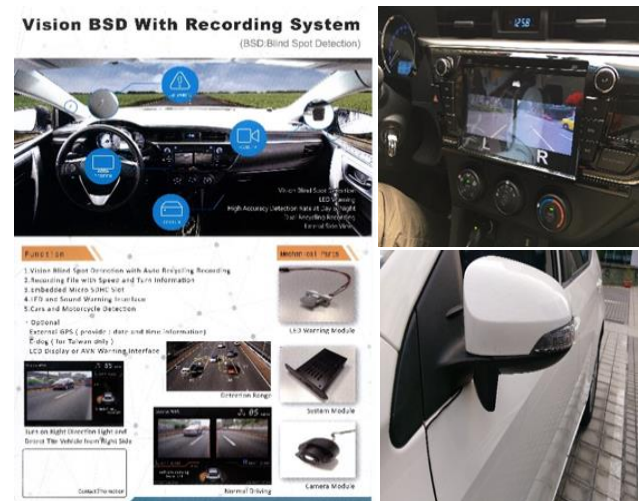 Vision BSD With Recording System
(BSD:Blind Spot Detection)
Vision Blind Spot Detection
LED Warning
High Accuracy Detection Rate at Day & Night
Dual Recycling Recording
External Side View
Function
1.Vision Blind Spot Detection with Auto Recycling Recording
2.Recording File with Speed and Turn Information
3.Embedded Micro SDHC Slot
4.LED and Sound Warning Interface
5.Cars and Motorcycle Detection
· Optional
External GPS ( provide : date and time information)
E-dog ( for Taiwan only )
LCD Display or AVN Warning Interface
Turn on Right Direction Light and
Detect The Vehicle from Right Side
Detection Range
Normal Driving
Mechanical Parts
LED Warning Module
System Module
Camera Module
12:58
L
R